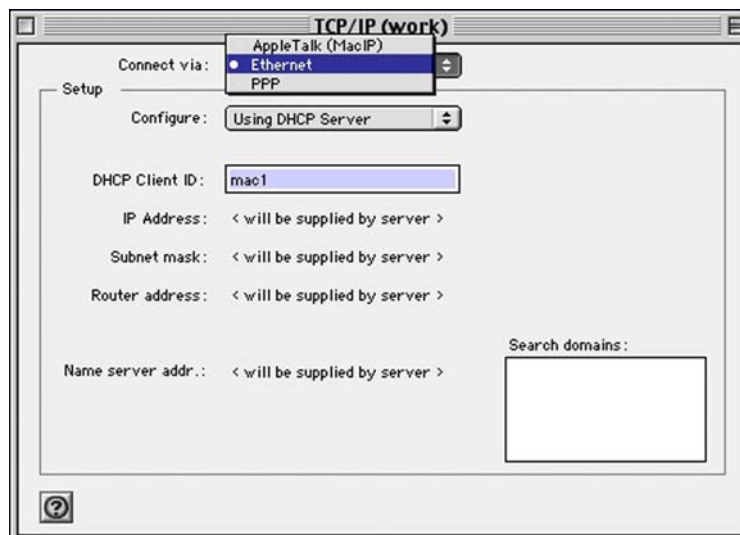 TCP/IP (work)
AppleTalk (MacIP)
Connect via: Ethernet
PPP
Setup
Configure: Using DHCP Server
DHCP Client ID: mac1
IP Address: < will be supplied by server >
Subnet mask: < will be supplied by server >
Router address: < will be supplied by server >
Search domains:
Name server addr.: < will be supplied by server >
?